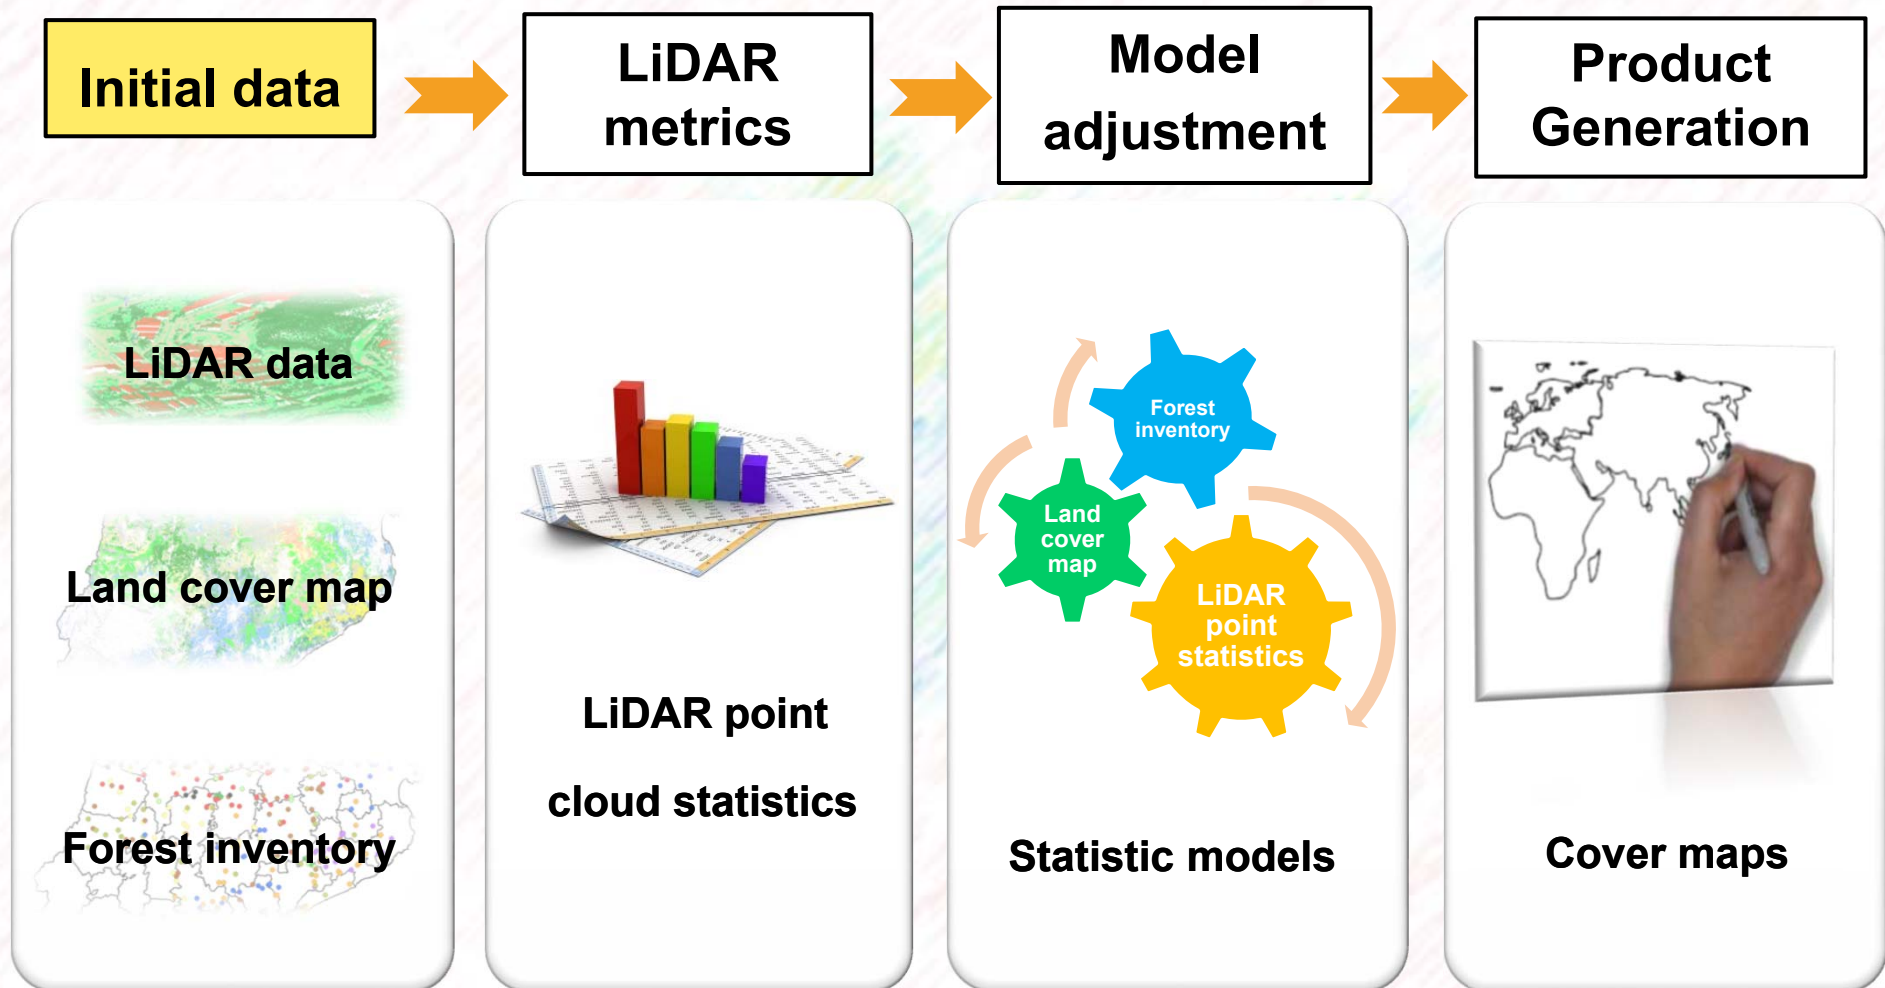 Initial data
LiDAR
metrics
Model
adjustment
Product
Generation
LiDAR data
Land cover map
Forest inventory
LiDAR point
cloud statistics
Forest
inventory
Land
cover
map
LiDAR
point
statistics
Statistic models
Cover maps